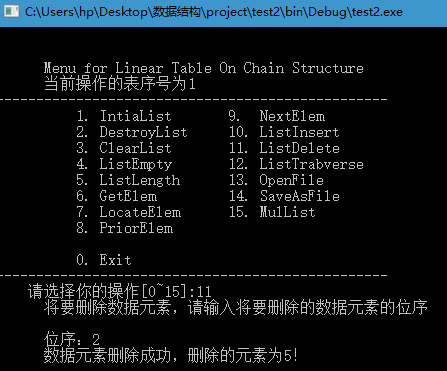 C:\Users\hp\Desktop\数据结构\project\test2\bin\Debug\test2.exe
Menu for Linear Table On Chain Structure
当前操作的表序号为1
-------------------------------------------------
1. IntiaList 9. NextElem
2. DestroyList 10. ListInsert
3. ClearList 11. ListDelete
4. ListEmpty 12. ListTrabverse
5. ListLength 13. OpenFile
6. GetElem 14. SaveAsFile
7. LocateElem 15. MulList
8. PriorElem
0. Exit
-------------------------------------------------
请选择你的操作[0~15]:11
将要删除数据元素，请输入将要删除的数据元素的位序
位序：2
数据元素删除成功，删除的元素为5!